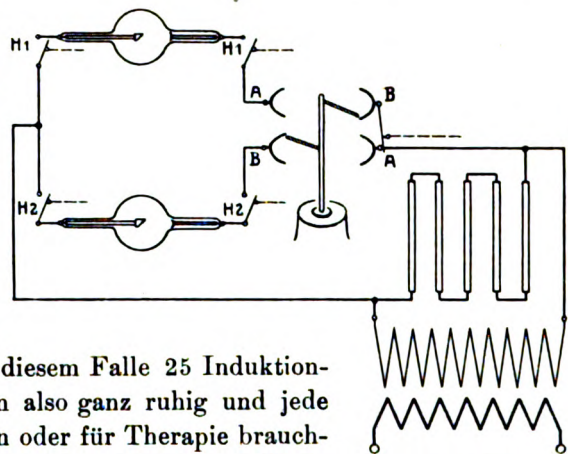 H1 H1
A B
B A
H2 H2
diesem Falle 25 Induktion-
n also ganz ruhig und jede
n oder für Therapie brauch-